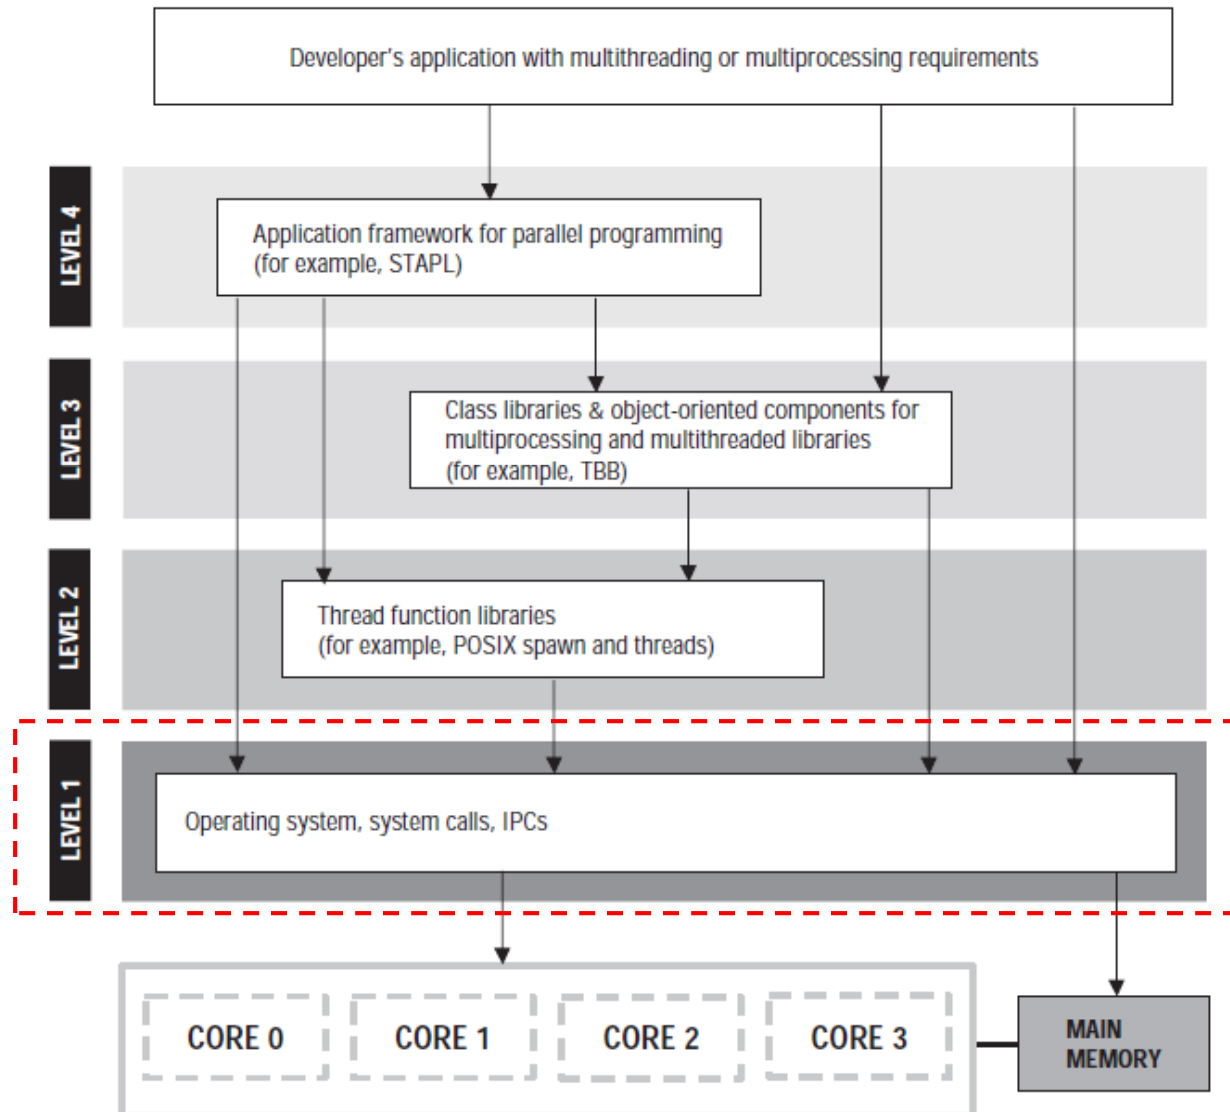 Developer's application with multithreading or multiprocessing requirements
LEVEL 4
Application framework for parallel programming
(for example, STAPL)
LEVEL 3
Class libraries & object-oriented components for
multiprocessing and multithreaded libraries
(for example, TBB)
LEVEL 2
Thread function libraries
(for example, POSIX spawn and threads)
LEVEL 1
Operating system, system calls, IPCs
CORE 0
CORE 1
CORE 2
CORE 3
MAIN
MEMORY